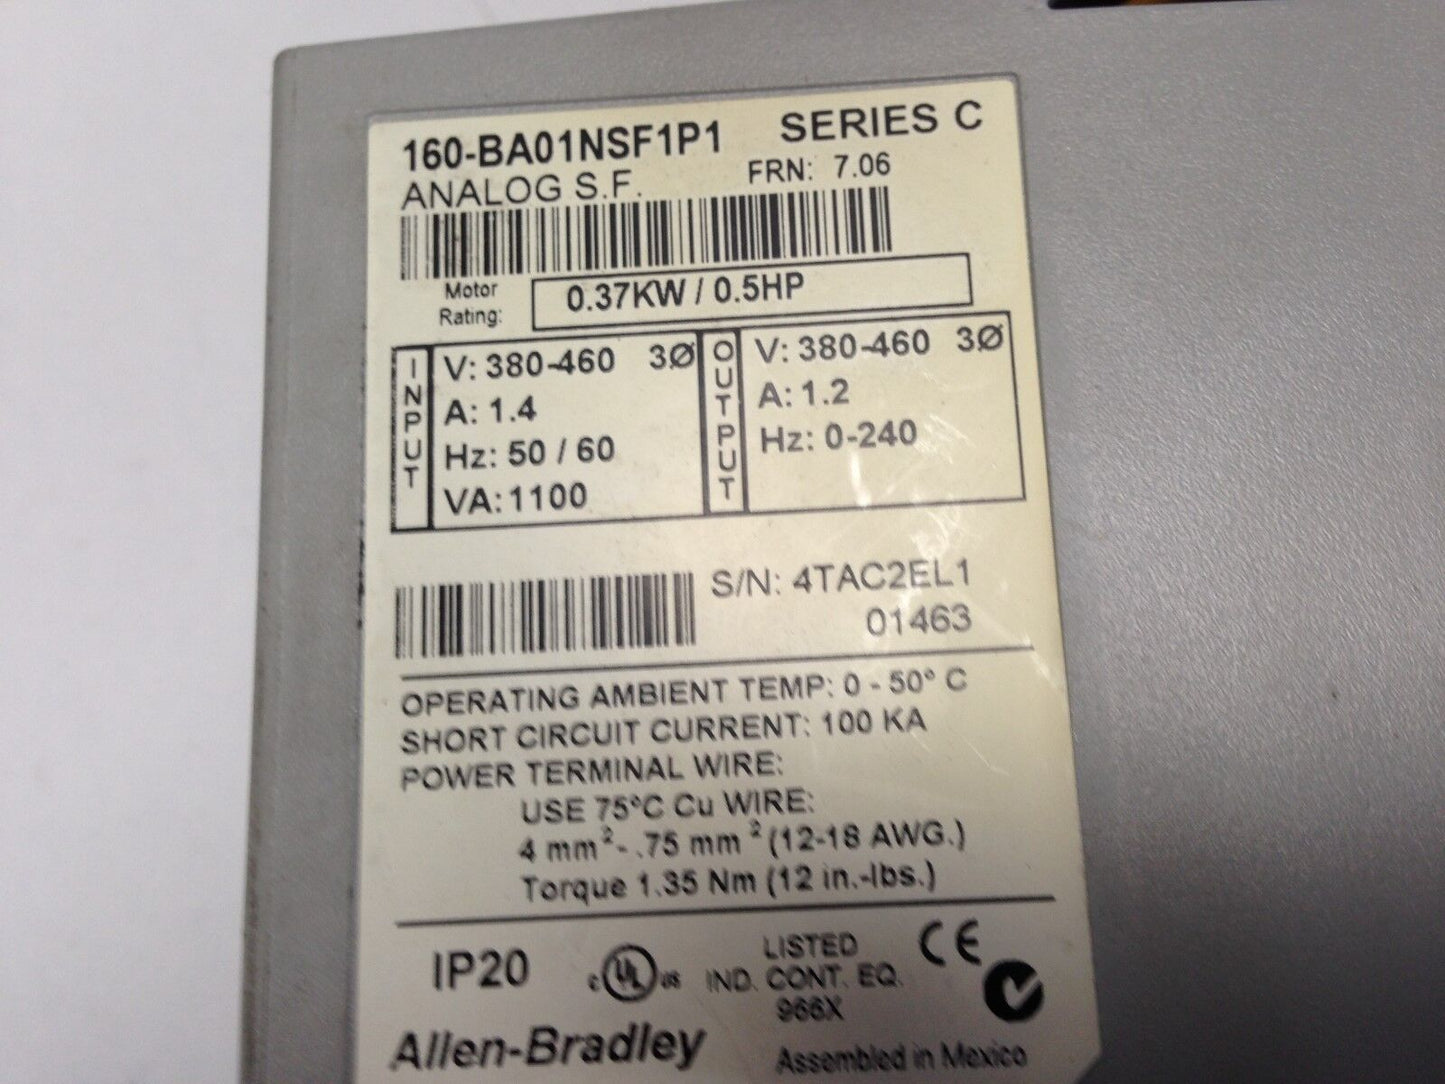 160-BA01NSF1P1 SERIES C
ANALOG S.F. FRN: 7.06
Motor
Rating: 0.37KW / 0.5HP
INPUT
V: 380-460 3Ø
A: 1.4
Hz: 50 / 60
VA: 1100
OUTPUT
V: 380-460 3Ø
A: 1.2
Hz: 0-240
S/N: 4TAC2EL1
01463
OPERATING AMBIENT TEMP: 0 - 50° C
SHORT CIRCUIT CURRENT: 100 KA
POWER TERMINAL WIRE:
USE 75°C Cu WIRE:
4 mm² - .75 mm² (12-18 AWG.)
Torque 1.35 Nm (12 in.-lbs.)
IP20
c UL us
LISTED
IND. CONT. EQ.
966X
CE
Allen-Bradley
Assembled in Mexico